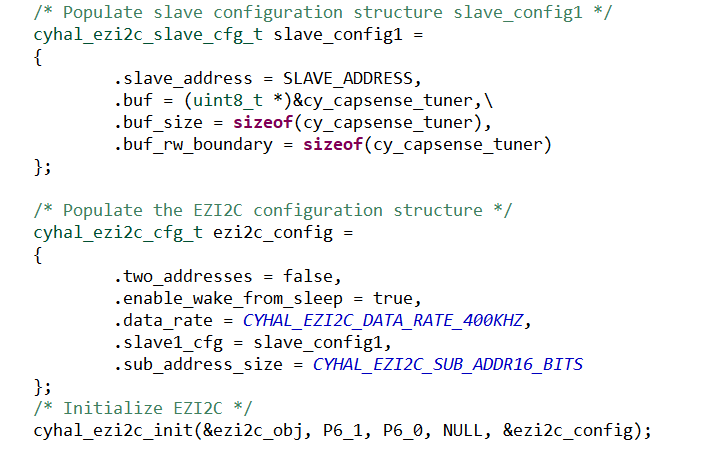 /* Populate slave configuration structure slave_config1 */
cyhal_ezi2c_slave_cfg_t slave_config1 =
{
        .slave_address = SLAVE_ADDRESS,
        .buf = (uint8_t *)&cy_capsense_tuner,\
        .buf_size = sizeof(cy_capsense_tuner),
        .buf_rw_boundary = sizeof(cy_capsense_tuner)
};

/* Populate the EZI2C configuration structure */
cyhal_ezi2c_cfg_t ezi2c_config =
{
        .two_addresses = false,
        .enable_wake_from_sleep = true,
        .data_rate = CYHAL_EZI2C_DATA_RATE_400KHZ,
        .slave1_cfg = slave_config1,
        .sub_address_size = CYHAL_EZI2C_SUB_ADDR16_BITS
};
/* Initialize EZI2C */
cyhal_ezi2c_init(&ezi2c_obj, P6_1, P6_0, NULL, &ezi2c_config);